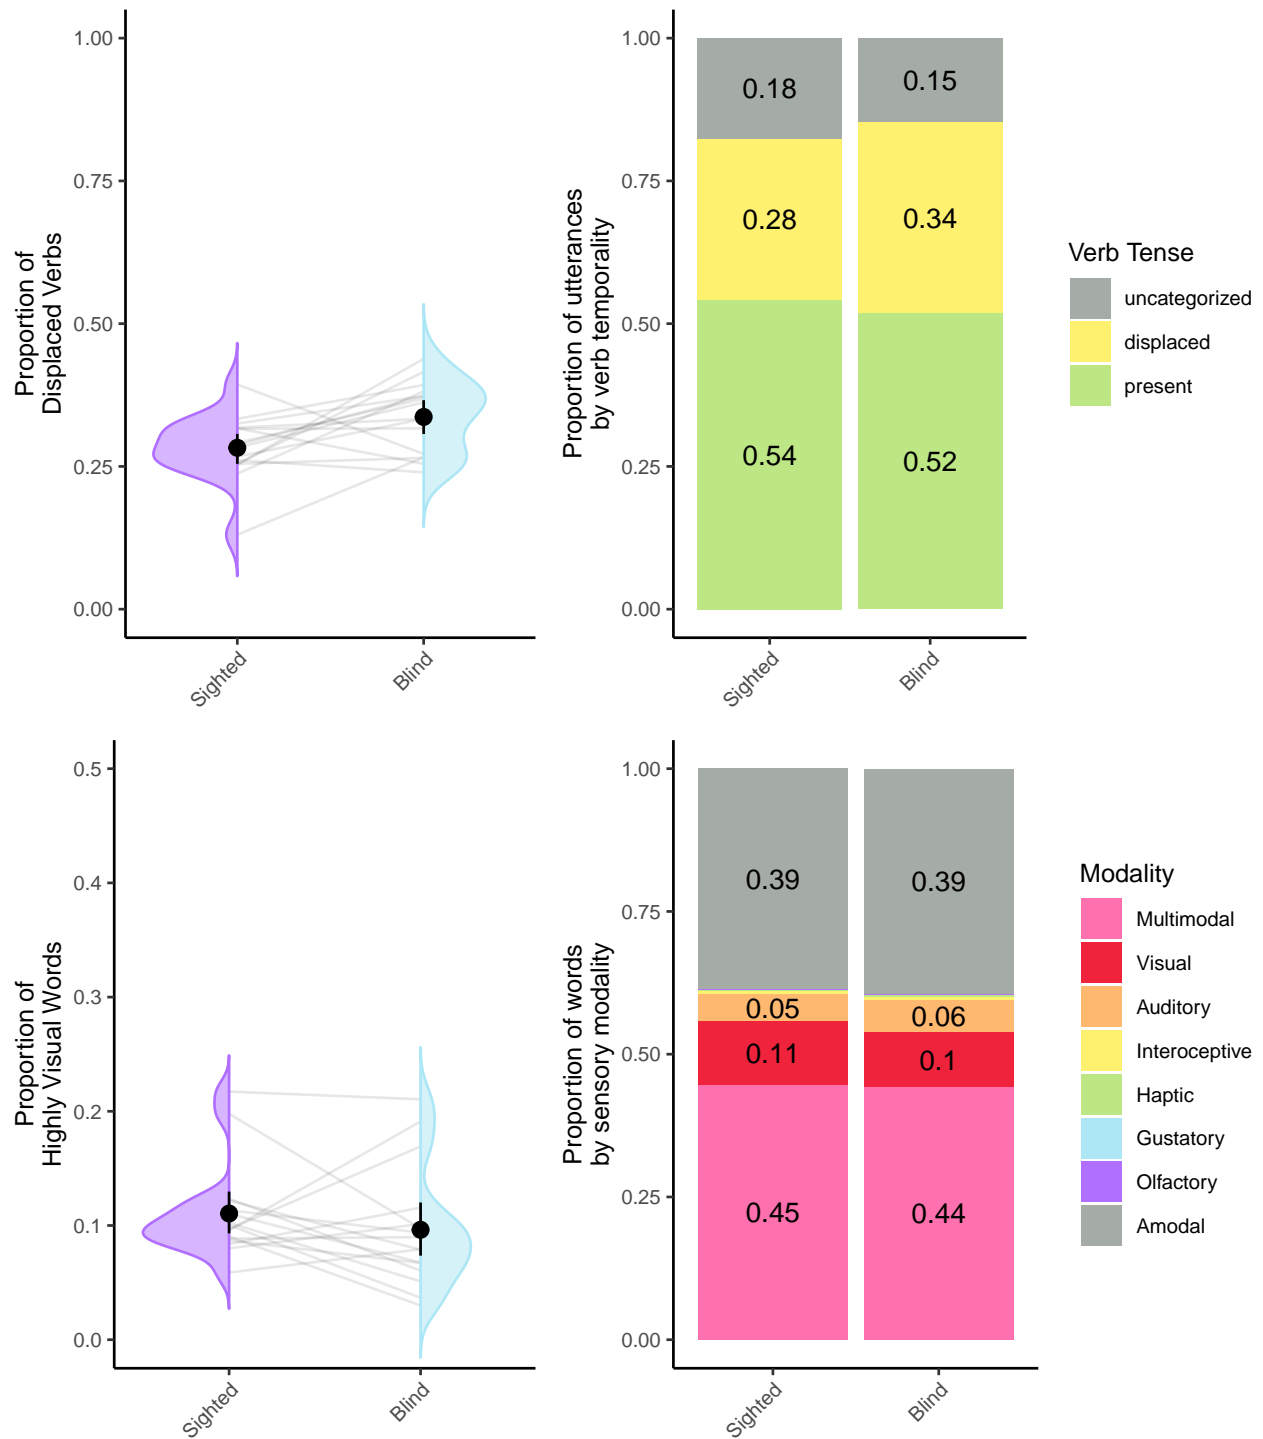 Proportion of
Displaced Verbs
1.00
0.75
0.50
0.25
0.00
Sighted
Blind
Proportion of utterances
by verb temporality
1.00
0.75
0.50
0.25
0.00
0.18
0.15
0.28
0.34
0.54
0.52
Sighted
Blind
Verb Tense
uncategorized
displaced
present
Proportion of
Highly Visual Words
0.5
0.4
0.3
0.2
0.1
0.0
Sighted
Blind
Proportion of words
by sensory modality
1.00
0.75
0.50
0.25
0.00
0.39
0.39
0.05
0.06
0.11
0.1
0.45
0.44
Sighted
Blind
Modality
Multimodal
Visual
Auditory
Interoceptive
Haptic
Gustatory
Olfactory
Amodal